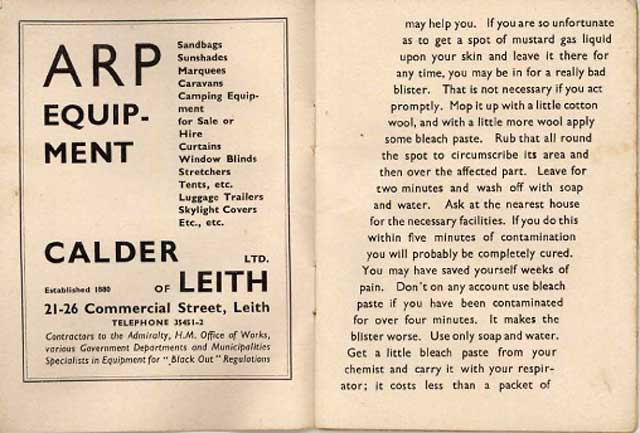 ARP
EQUIP-
MENT
Sandbags
Sunshades
Marquees
Caravans
Camping Equip-
ment
for Sale or
Hire
Curtains
Window Blinds
Stretchers
Tents, etc.
Luggage Trailers
Skylight Covers
Etc., etc.
CALDER LTD.
Established 1880 OF LEITH
21-26 Commercial Street, Leith
TELEPHONE 35451-2
Contractors to the Admiralty, H.M. Office of Works,
various Government Departments and Municipalities
Specialists in Equipment for "Black Out" Regulations
may help you. If you are so unfortunate
as to get a spot of mustard gas liquid
upon your skin and leave it there for
any time, you may be in for a really bad
blister. That is not necessary if you act
promptly. Mop it up with a little cotton
wool, and with a little more wool apply
some bleach paste. Rub that all round
the spot to circumscribe its area and
then over the affected part. Leave for
two minutes and wash off with soap
and water. Ask at the nearest house
for the necessary facilities. If you do this
within five minutes of contamination
you will probably be completely cured.
You may have saved yourself weeks of
pain. Don't on any account use bleach
paste if you have been contaminated
for over four minutes. It makes the
blister worse. Use only soap and water.
Get a little bleach paste from your
chemist and carry it with your respir-
ator; it costs less than a packet of